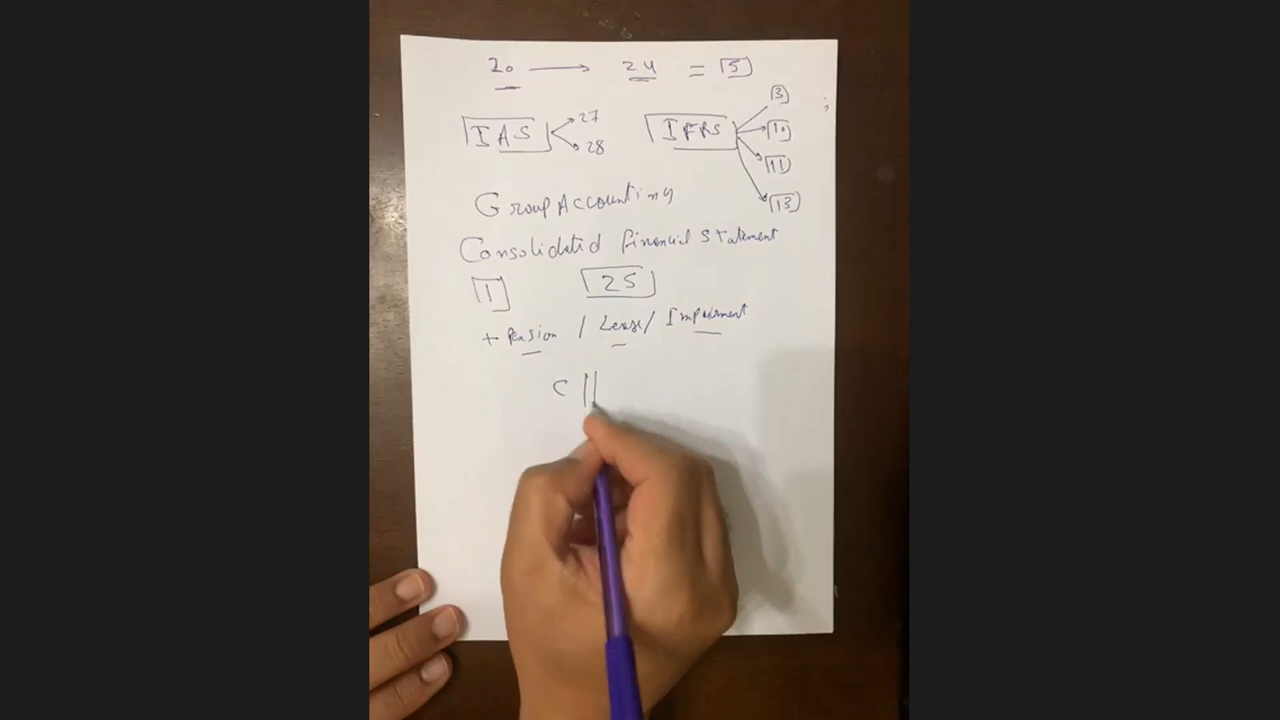 20 → 24 = 5
IAS 27 28 IFRS 3 10 11 13
Group Accounting
Consolidated financial Statement
1 25
+ Pension / Lease / Impairment
C